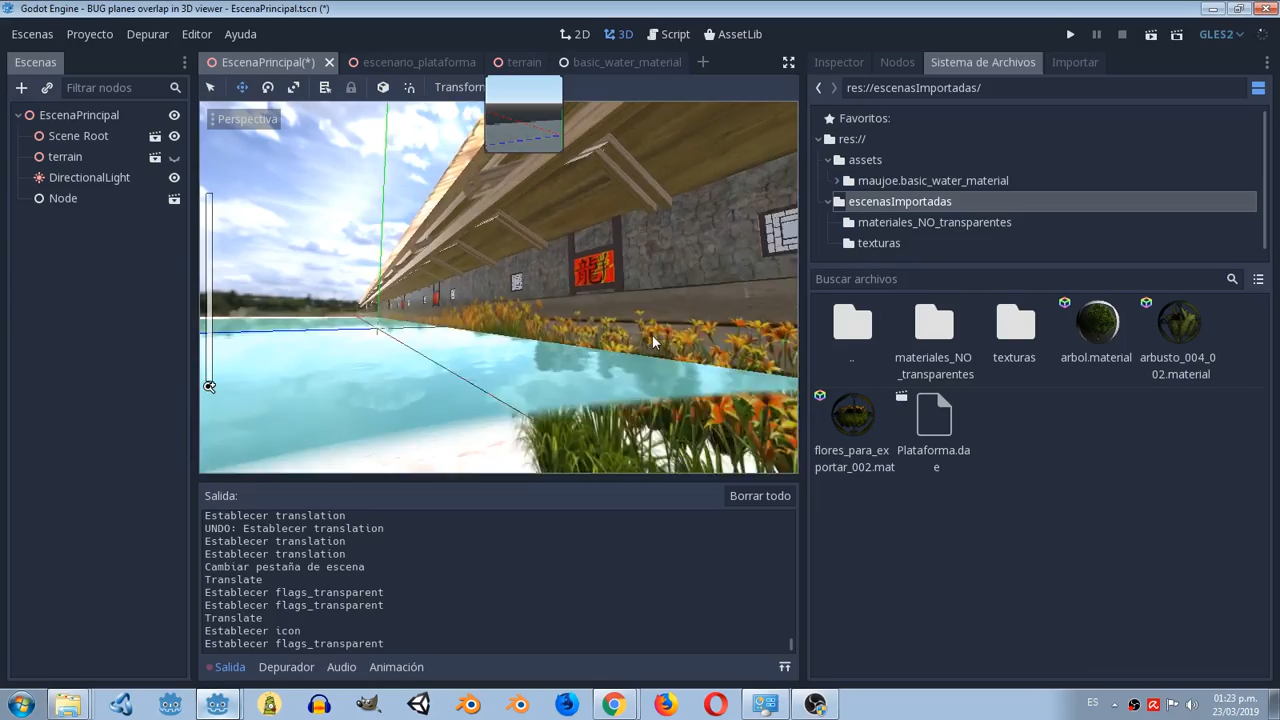 Godot Engine - BUG planes overlap in 3D viewer - EscenaPrincipal.tscn (*)
Escenas Proyecto Depurar Editor Ayuda
2D 3D Script AssetLib
GLES2
Escenas
EscenaPrincipal(*) escenario_plataforma terrain basic_water_material
Inspector Nodos Sistema de Archivos Importar
Filtrar nodos
Transform
res://escenasImportadas/
EscenaPrincipal
Scene Root
terrain
DirectionalLight
Node
Perspectiva
龍
Favoritos:
res://
assets
maujoe.basic_water_material
escenasImportadas
materiales_NO_transparentes
texturas
Buscar archivos
..
materiales_NO
_transparentes
texturas
arbol.material
arbusto_004_0
02.material
flores_para_ex
portar_002.mat
Plataforma.da
e
Salida:
Borrar todo
Establecer translation
UNDO: Establecer translation
Establecer translation
Establecer translation
Cambiar pestaña de escena
Translate
Establecer flags_transparent
Establecer flags_transparent
Translate
Establecer icon
Establecer flags_transparent
Salida Depurador Audio Animación
ES
01:23 p.m.
23/03/2019